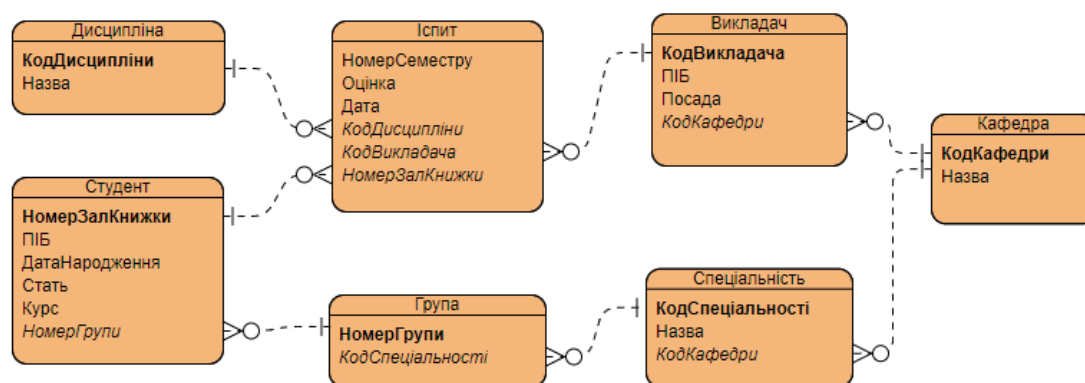 Дисципліна
КодДисципліни
Назва
Іспит
НомерСеместру
Оцінка
Дата
КодДисципліни
КодВикладача
НомерЗалКнижки
Викладач
КодВикладача
ПІБ
Посада
КодКафедри
Кафедра
КодКафедри
Назва
Студент
НомерЗалКнижки
ПІБ
ДатаНародження
Стать
Курс
НомерГрупи
Група
НомерГрупи
КодСпеціальності
Спеціальність
КодСпеціальності
Назва
КодКафедри